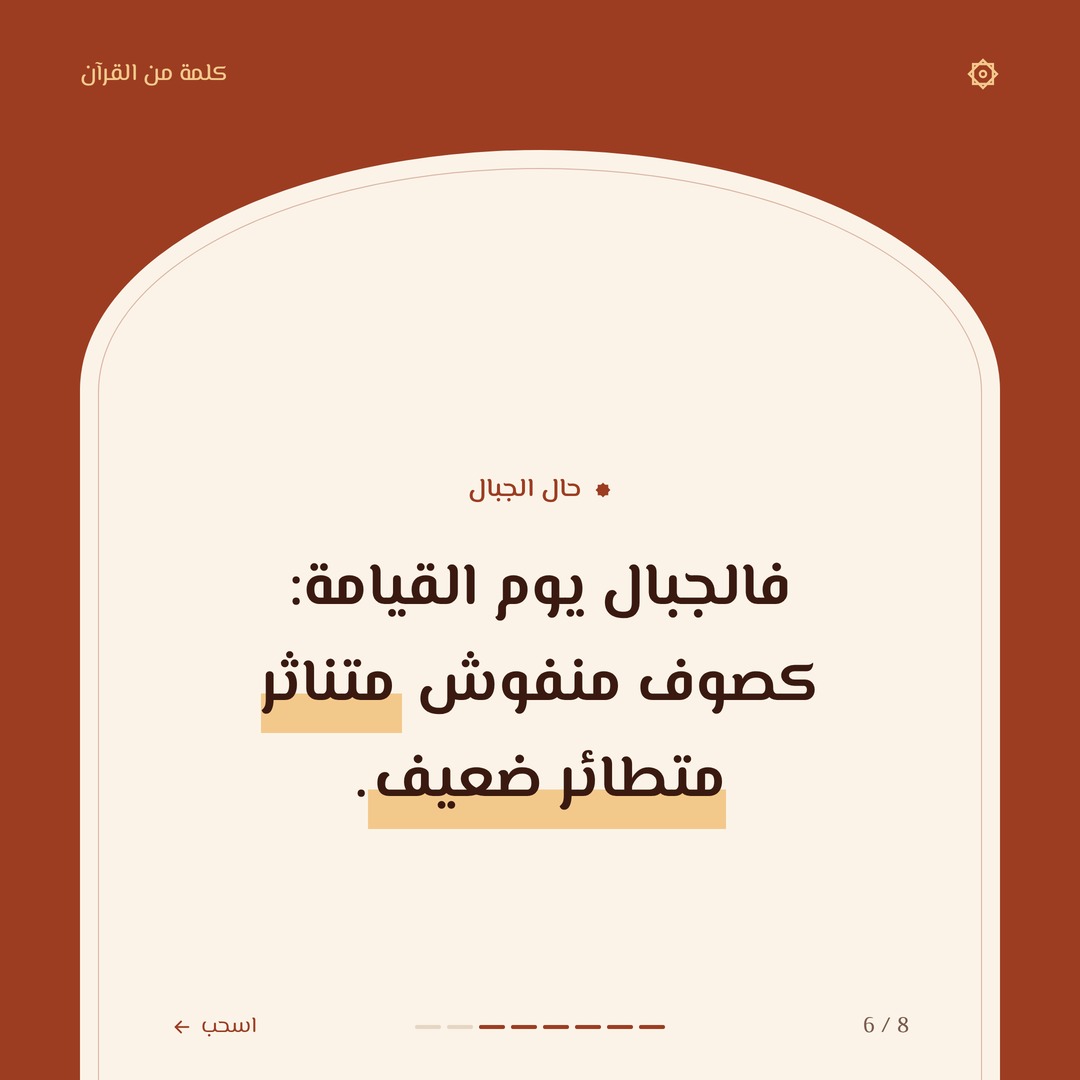 كلمة من القرآن
حال الجبال
فالجبال يوم القيامة:
كصوف منفوش متناثر
متطائر ضعيف.
6 / 8
اسحب ←